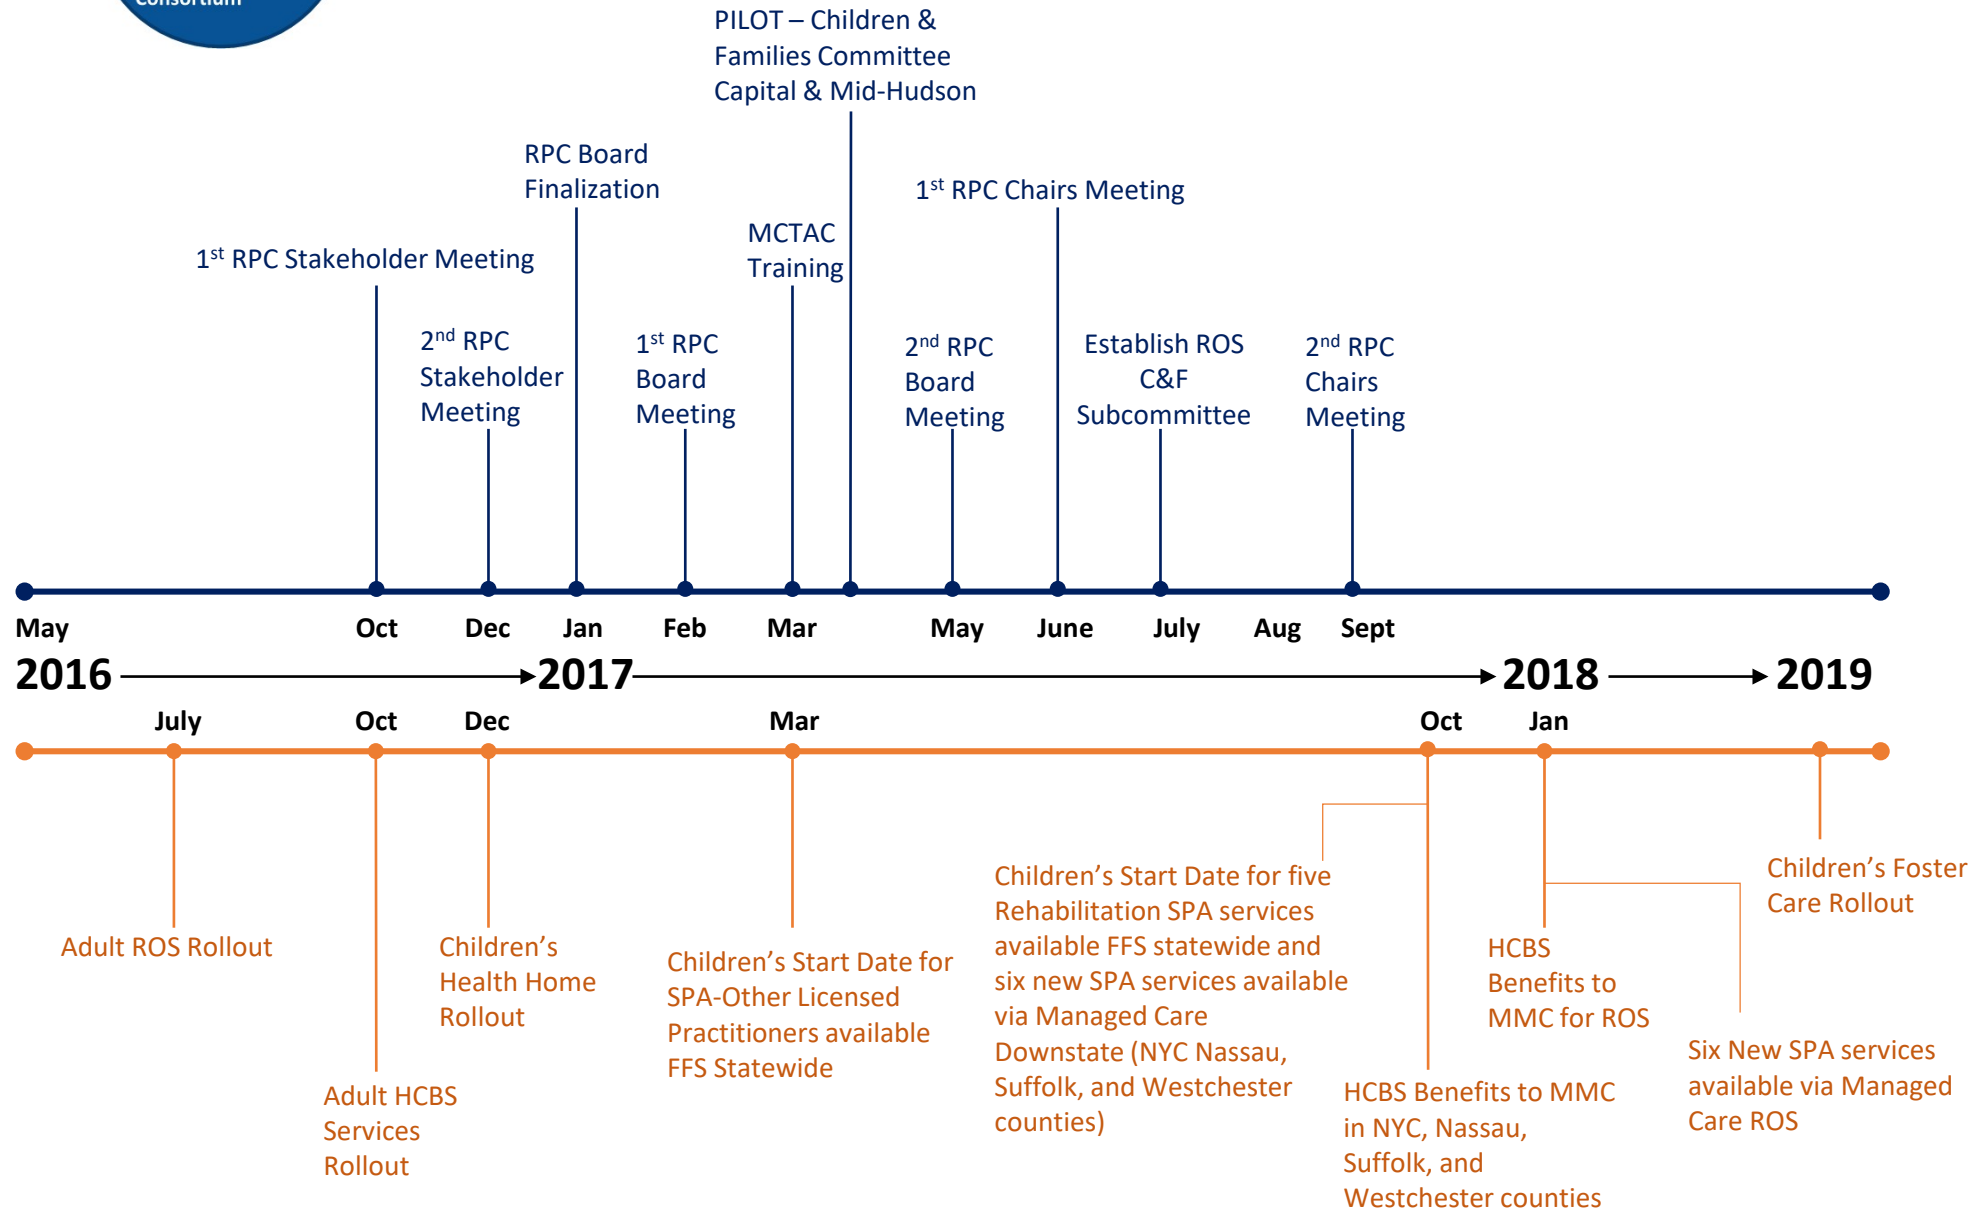 Consortium
PILOT – Children &
Families Committee
Capital & Mid-Hudson
RPC Board
Finalization
1st RPC Chairs Meeting
MCTAC
Training
1st RPC Stakeholder Meeting
2nd RPC
Stakeholder
Meeting
1st RPC
Board
Meeting
2nd RPC
Board
Meeting
Establish ROS
C&F
Subcommittee
2nd RPC
Chairs
Meeting
May Oct Dec Jan Feb Mar May June July Aug Sept
2016 2017 2018 2019
July Oct Dec Mar Oct Jan
Adult ROS Rollout
Adult HCBS
Services
Rollout
Children's
Health Home
Rollout
Children's Start Date for
SPA-Other Licensed
Practitioners available
FFS Statewide
Children's Start Date for five
Rehabilitation SPA services
available FFS statewide and
six new SPA services available
via Managed Care
Downstate (NYC Nassau,
Suffolk, and Westchester
counties)
HCBS Benefits to MMC
in NYC, Nassau,
Suffolk, and
Westchester counties
HCBS
Benefits to
MMC for ROS
Six New SPA services
available via Managed
Care ROS
Children's Foster
Care Rollout